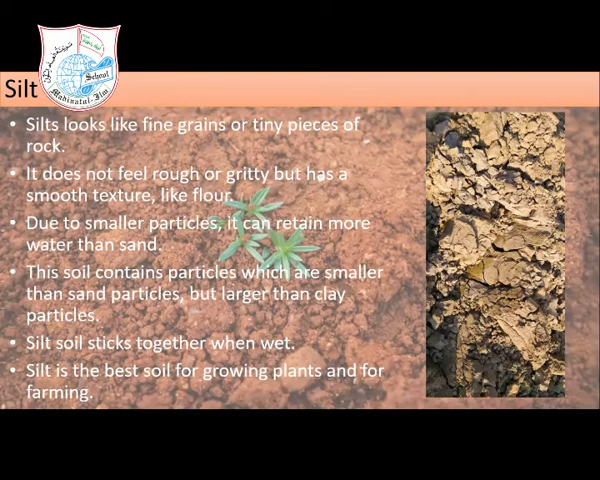 Silt
School
Madinatul-Ilm
• Silts looks like fine grains or tiny pieces of
rock.
• It does not feel rough or gritty but has a
smooth texture, like flour.
• Due to smaller particles, it can retain more
water than sand.
• This soil contains particles which are smaller
than sand particles, but larger than clay
particles.
• Silt soil sticks together when wet.
• Silt is the best soil for growing plants and for
farming.